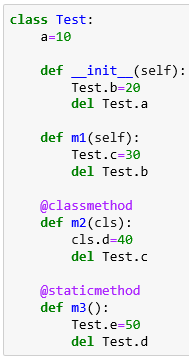 class Test:
    a=10

    def __init__(self):
        Test.b=20
        del Test.a

    def m1(self):
        Test.c=30
        del Test.b

    @classmethod
    def m2(cls):
        cls.d=40
        del Test.c

    @staticmethod
    def m3():
        Test.e=50
        del Test.d